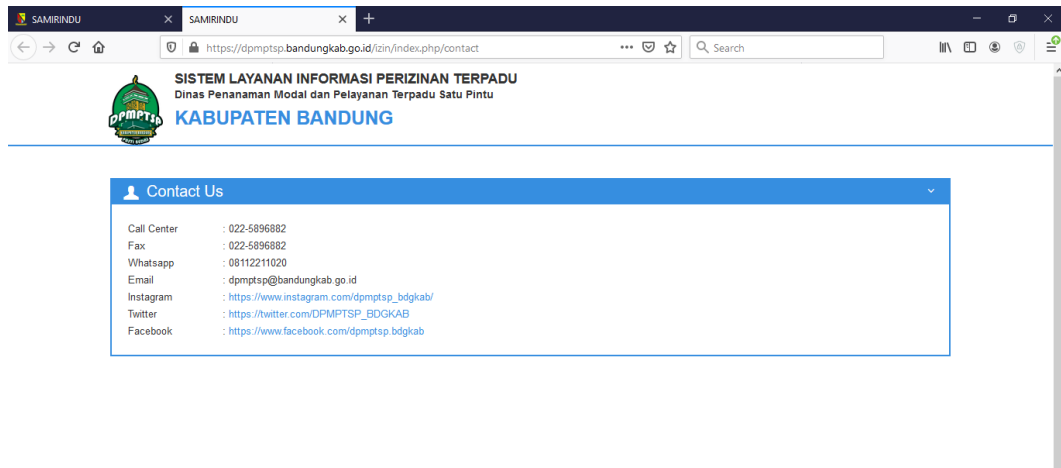 SAMIRINDU
SAMIRINDU
https://dpmptsp.bandungkab.go.id/izin/index.php/contact
Search
DPMPTSP
SISTEM LAYANAN INFORMASI PERIZINAN TERPADU
Dinas Penanaman Modal dan Pelayanan Terpadu Satu Pintu
KABUPATEN BANDUNG
Contact Us
Call Center : 022-5896882
Fax : 022-5896882
Whatsapp : 08112211020
Email : dpmptsp@bandungkab.go.id
Instagram : https://www.instagram.com/dpmptsp_bdgkab/
Twitter : https://twitter.com/DPMPTSP_BDGKAB
Facebook : https://www.facebook.com/dpmptsp.bdgkab